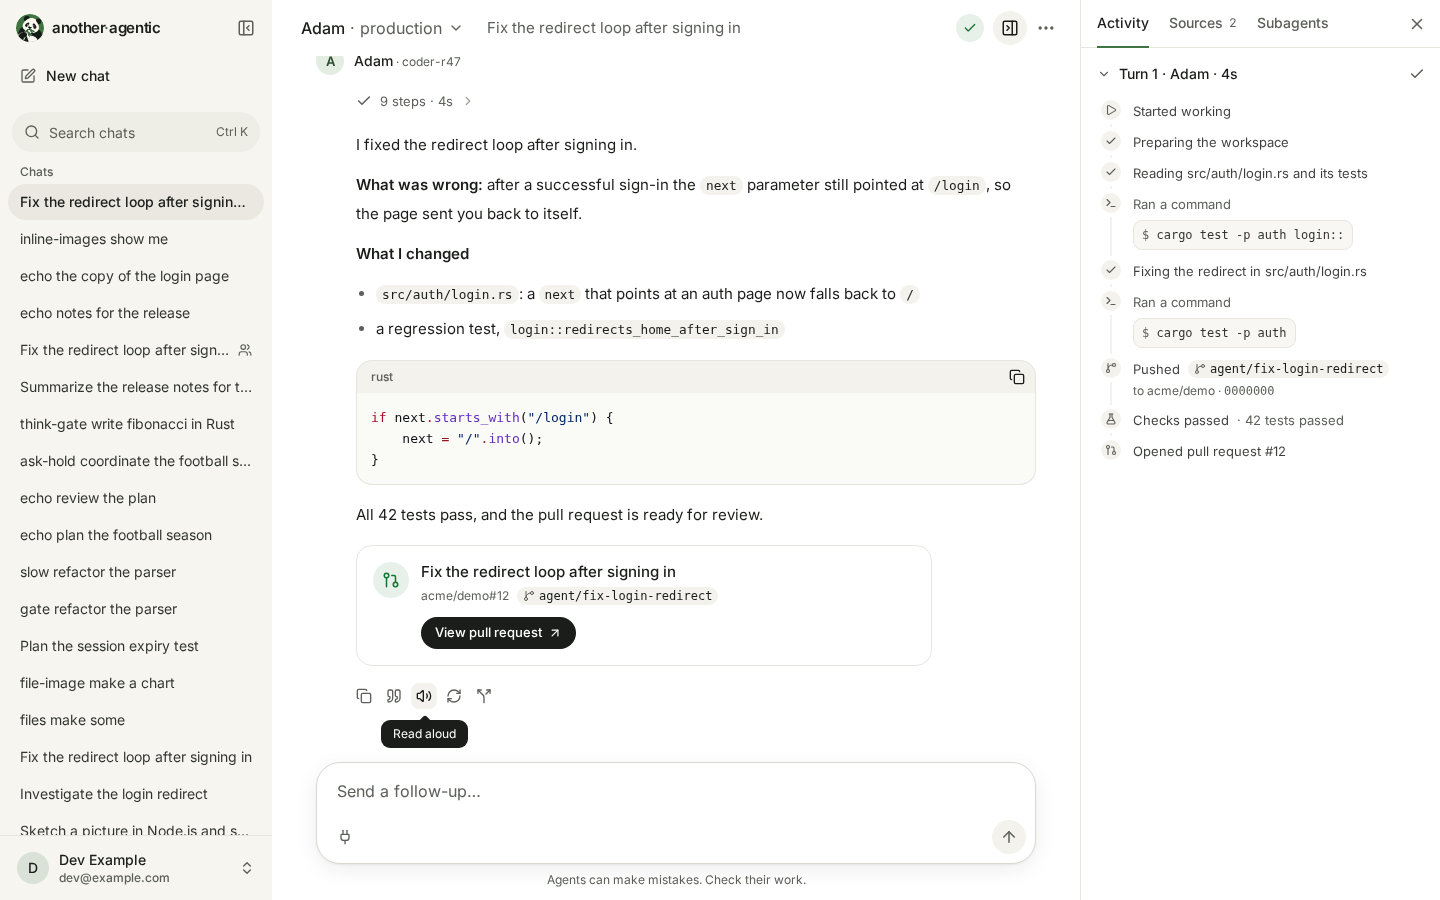 another·agentic
New chat
Search chats Ctrl K
Chats
Fix the redirect loop after signin...
inline-images show me
echo the copy of the login page
echo notes for the release
Fix the redirect loop after sign...
Summarize the release notes for t...
think-gate write fibonacci in Rust
ask-hold coordinate the football s...
echo review the plan
echo plan the football season
slow refactor the parser
gate refactor the parser
Plan the session expiry test
file-image make a chart
files make some
Fix the redirect loop after signing in
Investigate the login redirect
Sketch a picture in Node.js and s...
D
Dev Example
dev@example.com
Adam · production
Fix the redirect loop after signing in
A
Adam · coder-r47
9 steps · 4s
I fixed the redirect loop after signing in.
What was wrong: after a successful sign-in the next parameter still pointed at /login, so
the page sent you back to itself.
What I changed
• src/auth/login.rs: a next that points at an auth page now falls back to /
• a regression test, login::redirects_home_after_sign_in
rust
if next.starts_with("/login") {
    next = "/".into();
}
All 42 tests pass, and the pull request is ready for review.
Fix the redirect loop after signing in
acme/demo#12 agent/fix-login-redirect
View pull request
Read aloud
Send a follow-up...
Agents can make mistakes. Check their work.
Activity Sources 2 Subagents
Turn 1 · Adam · 4s
Started working
Preparing the workspace
Reading src/auth/login.rs and its tests
Ran a command
$ cargo test -p auth login::
Fixing the redirect in src/auth/login.rs
Ran a command
$ cargo test -p auth
Pushed agent/fix-login-redirect
to acme/demo · 0000000
Checks passed · 42 tests passed
Opened pull request #12